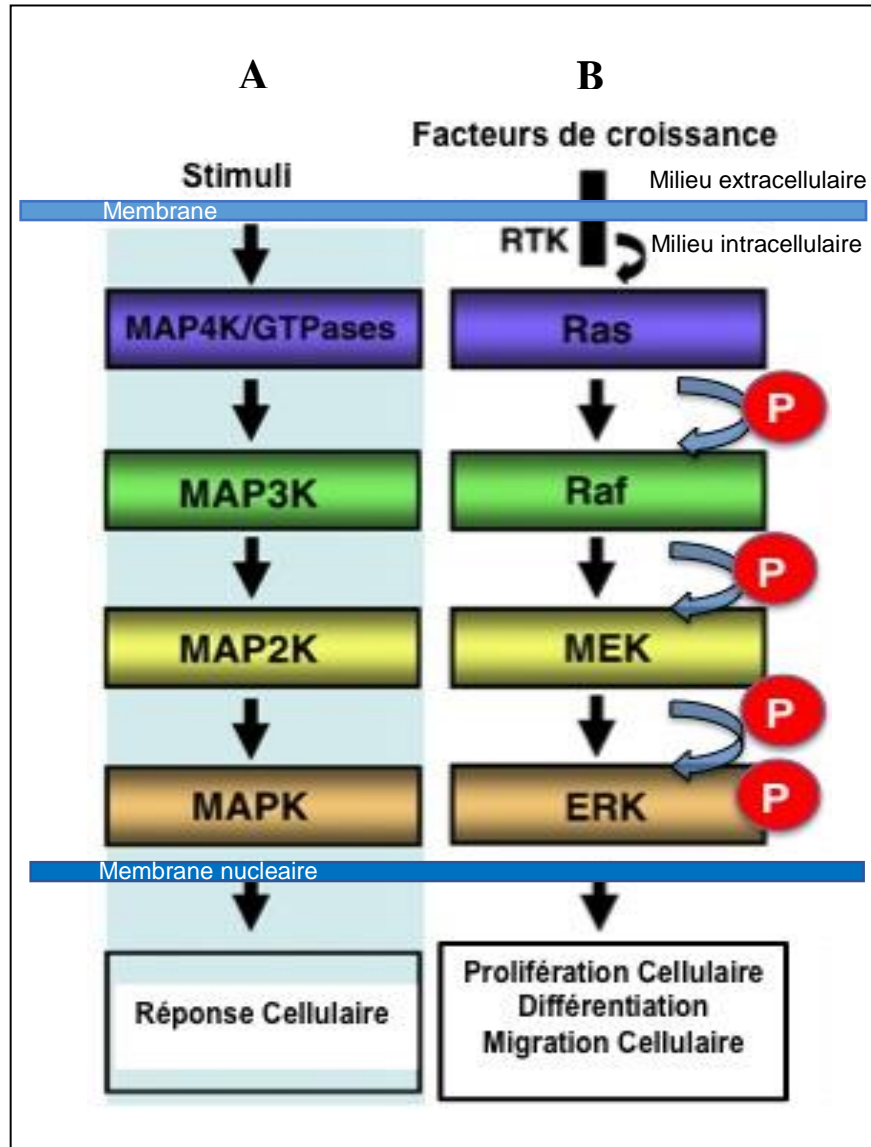 A
B
Facteurs de croissance
Stimuli
Milieu extracellulaire
Membrane
RTK
Milieu intracellulaire
MAP4K/GTPases
Ras
P
MAP3K
Raf
P
MAP2K
MEK
P
MAPK
ERK
P
Membrane nucleaire
Réponse Cellulaire
Prolifération Cellulaire
Différentiation
Migration Cellulaire